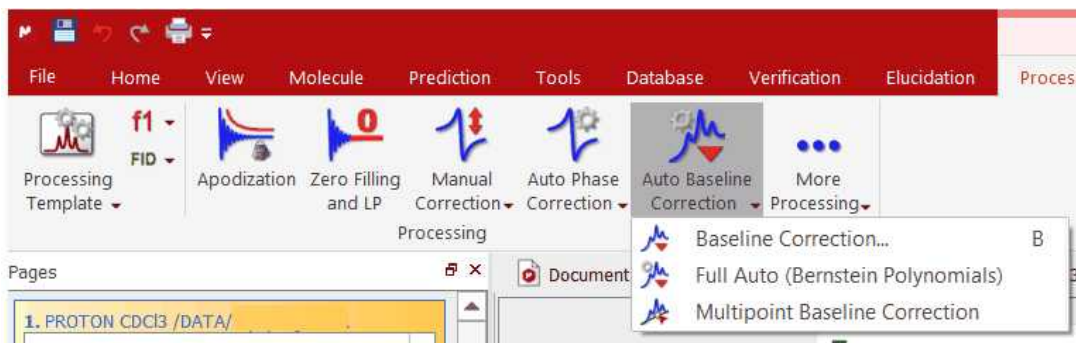 File Home View Molecule Prediction Tools Database Verification Elucidation Proces
f1
FID
0
Processing Template
Apodization
Zero Filling and LP
Manual Correction
Auto Phase Correction
Auto Baseline Correction
More Processing
Processing
Baseline Correction... B
Full Auto (Bernstein Polynomials)
Multipoint Baseline Correction
Pages
Document
1. PROTON CDCl3 /DATA/